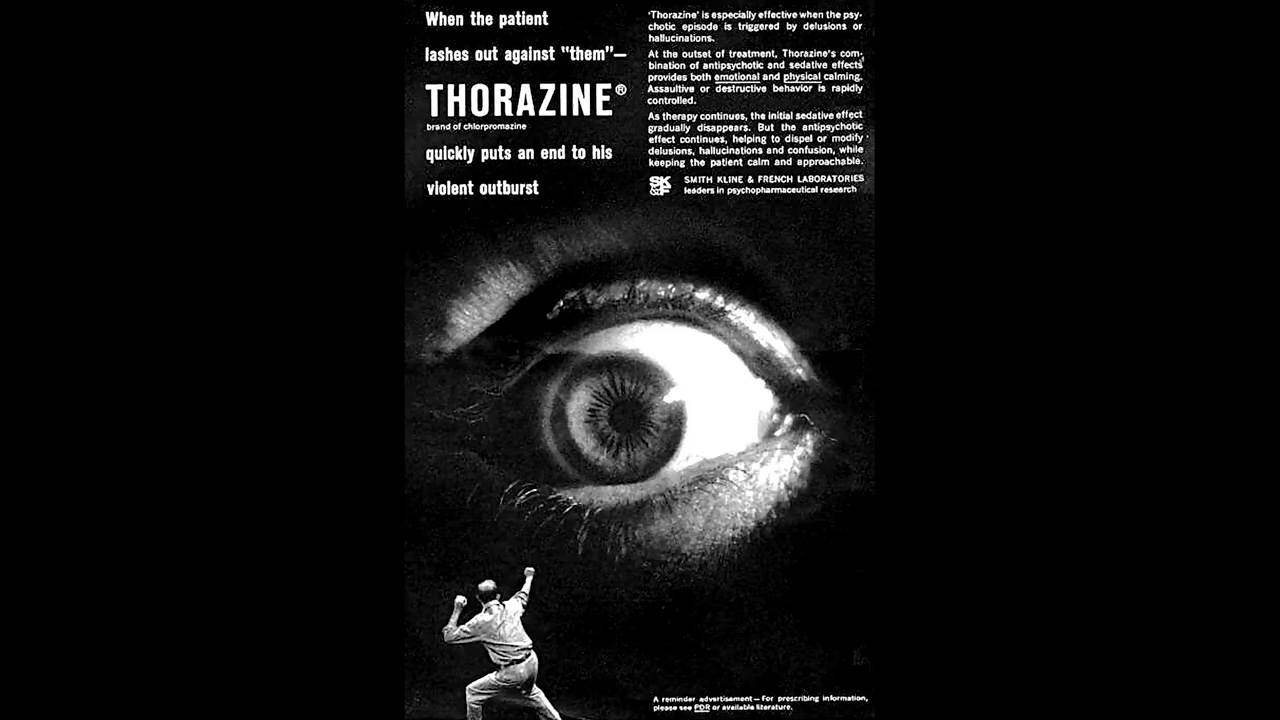 When the patient
lashes out against "them"—
THORAZINE®
brand of chlorpromazine
quickly puts an end to his
violent outburst
'Thorazine' is especially effective when the psy-
chotic episode is triggered by delusions or
hallucinations.
At the outset of treatment, Thorazine's com-
bination of antipsychotic and sedative effects
provides both emotional and physical calming.
Assaultive or destructive behavior is rapidly
controlled.
As therapy continues, the initial sedative effect
gradually disappears. But the antipsychotic
effect continues, helping to dispel or modify
delusions, hallucinations and confusion, while
keeping the patient calm and approachable.
SK&F
SMITH KLINE & FRENCH LABORATORIES
leaders in psychopharmaceutical research
A reminder advertisement—For prescribing information,
please see PDR or available literature.